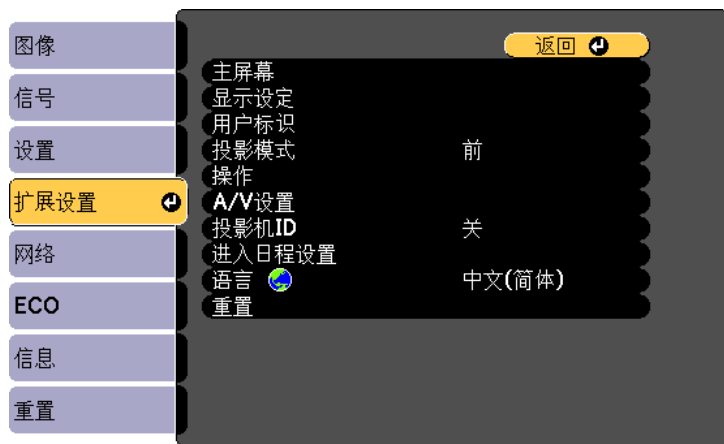 图像
信号
设置
扩展设置
网络
ECO
信息
重置
返回
主屏幕
显示设定
用户标识
投影模式 前
操作
A/V设置
投影机ID 关
进入日程设置
语言 中文(简体)
重置